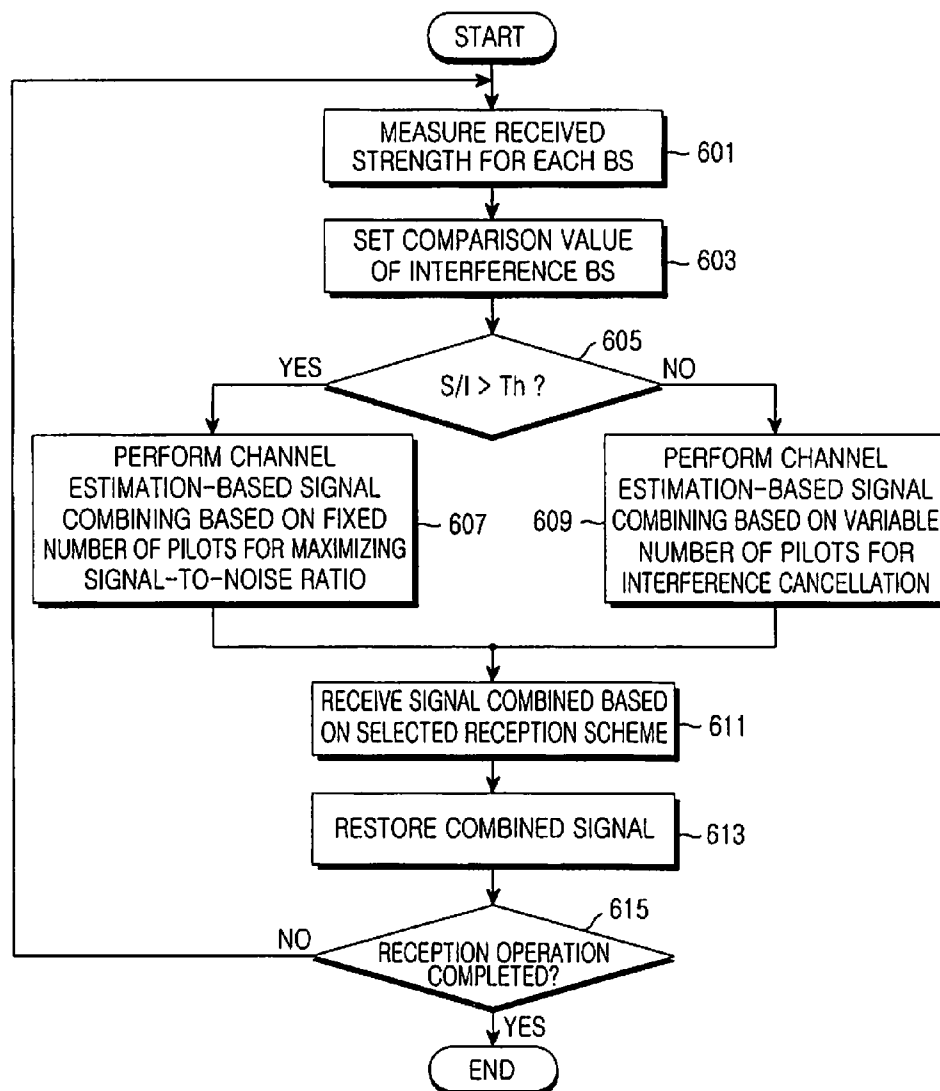 START
MEASURE RECEIVED
STRENGTH FOR EACH BS
601
SET COMPARISON VALUE
OF INTERFERENCE BS
603
605
YES
S/I > Th ?
NO
PERFORM CHANNEL
ESTIMATION-BASED SIGNAL
COMBINING BASED ON FIXED
NUMBER OF PILOTS FOR MAXIMIZING
SIGNAL-TO-NOISE RATIO
607
609
PERFORM CHANNEL
ESTIMATION-BASED SIGNAL
COMBINING BASED ON VARIABLE
NUMBER OF PILOTS FOR
INTERFERENCE CANCELLATION
RECEIVE SIGNAL COMBINED BASED
ON SELECTED RECEPTION SCHEME
611
RESTORE COMBINED SIGNAL
613
615
NO
RECEPTION OPERATION
COMPLETED?
YES
END